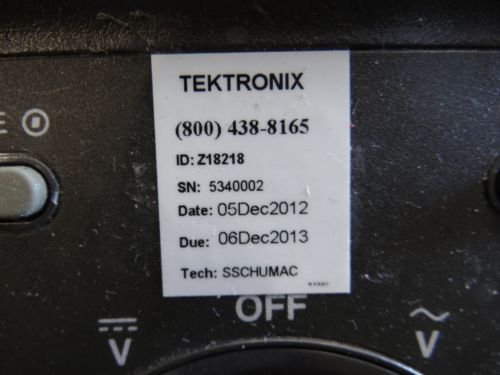 TEKTRONIX
(800) 438-8165
E
ID: Z18218
SN: 5340002
Date: 05Dec2012
Due: 06Dec2013
Tech: SSCHUMAC
OFF
V
V